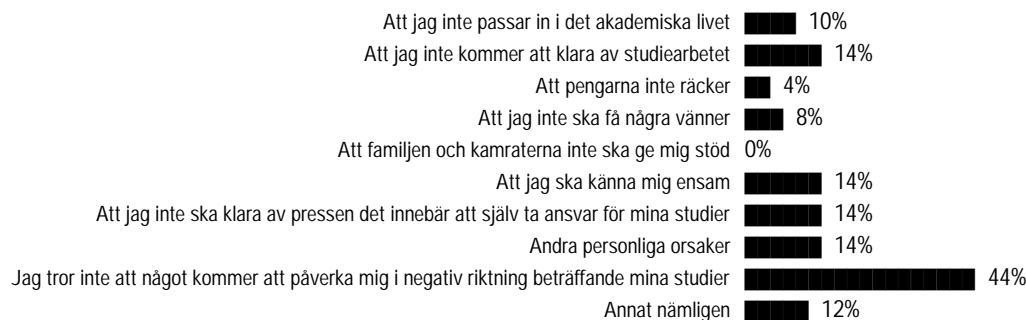 Att jag inte passar in i det akademiska livet 10%
Att jag inte kommer att klara av studiearbetet 14%
Att pengarna inte räcker 4%
Att jag inte ska få några vänner 8%
Att familjen och kamraterna inte ska ge mig stöd 0%
Att jag ska känna mig ensam 14%
Att jag inte ska klara av pressen det innebär att själv ta ansvar för mina studier 14%
Andra personliga orsaker 14%
Jag tror inte att något kommer att påverka mig i negativ riktning beträffande mina studier 44%
Annat nämligen 12%